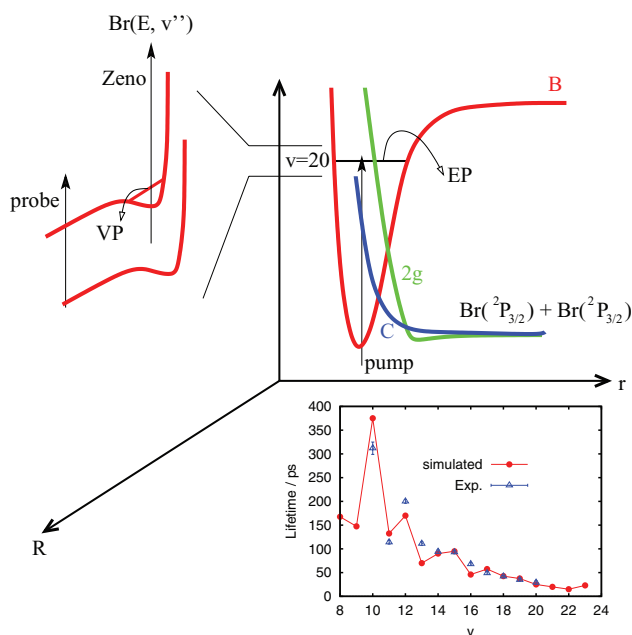 Br(E, v'')
Zeno
probe
VP
v=20
B
EP
2g
C
Br(²P₃/₂) + Br(²P₃/₂)
pump
r
R
400
350
300
250
200
150
100
50
0
Lifetime / ps
simulated
Exp.
8 10 12 14 16 18 20 22 24
v